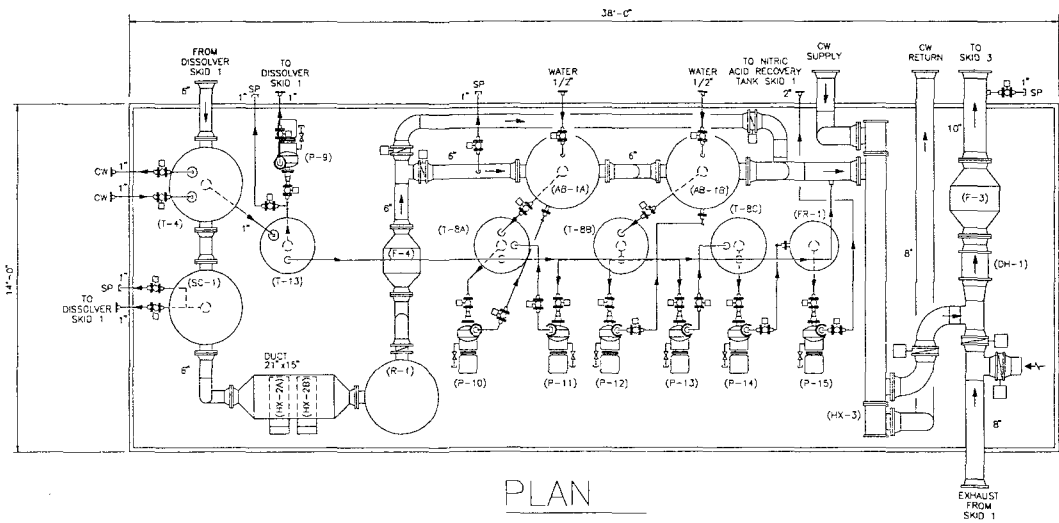 38'-0"
FROM
DISSOLVER
SKID 1
TO
DISSOLVER
SKID 1
SP
1"
1"
6"
SP
1"
WATER
1/2"
WATER
1/2"
TO NITRIC
ACID RECOVERY
TANK SKID 1
2"
CW
SUPPLY
CW
RETURN
TO
SKID 3
1"
SP
10"
(P-9)
CW
1"
CW
1"
(T-4)
1"
(T-13)
6"
6"
6"
(AB-1A)
(AB-1B)
(T-8A)
(T-8B)
(T-8C)
(FR-1)
(F-4)
(F-3)
(DH-1)
8"
14'-0"
SP
1"
TO
DISSOLVER
SKID 1
1"
(SC-1)
6"
DUCT
21"x15"
(HX-2A)
(HX-2B)
(R-1)
(P-10)
(P-11)
(P-12)
(P-13)
(P-14)
(P-15)
(HX-3)
8"
EXHAUST
FROM
SKID 1
PLAN